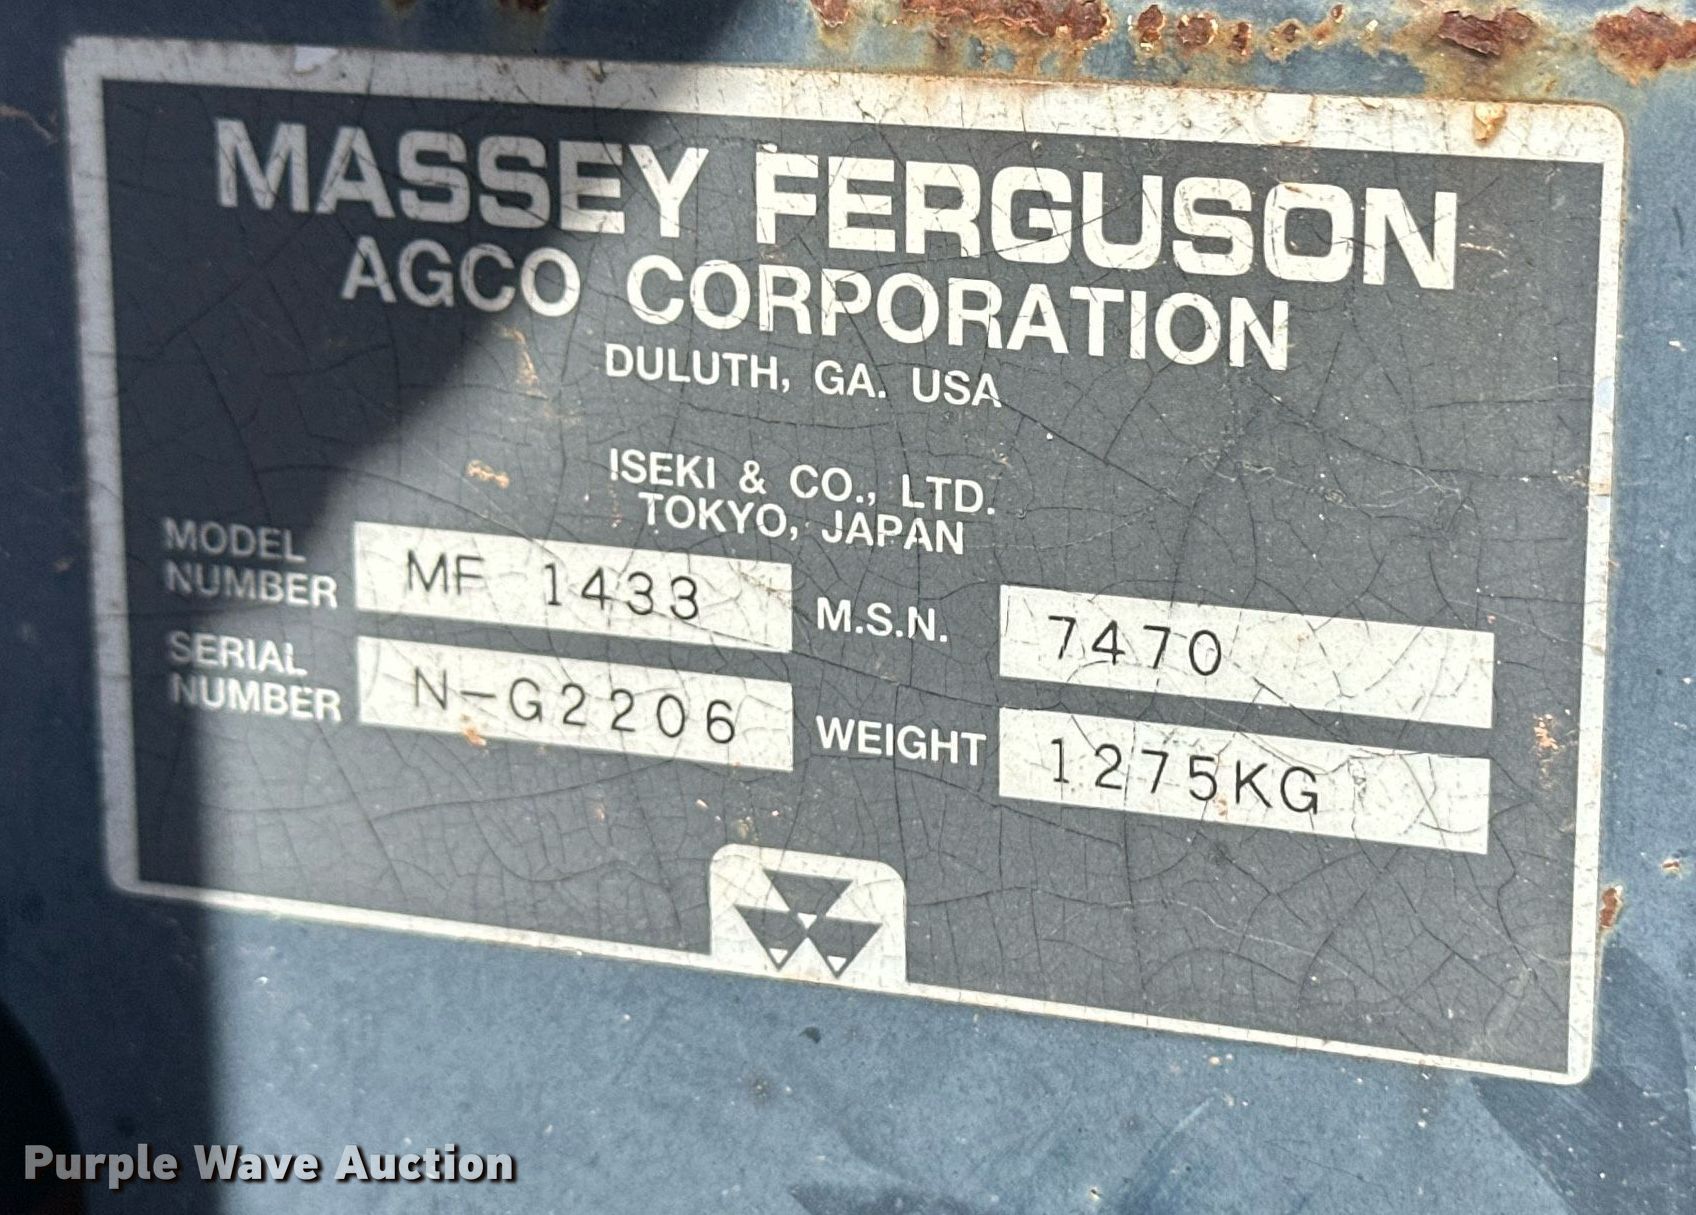 MASSEY FERGUSON
AGCO CORPORATION
DULUTH, GA. USA
ISEKI & CO., LTD.
TOKYO, JAPAN
MODEL NUMBER MF 1433 M.S.N. 7470
SERIAL NUMBER N-G2206 WEIGHT 1275KG
Purple Wave Auction